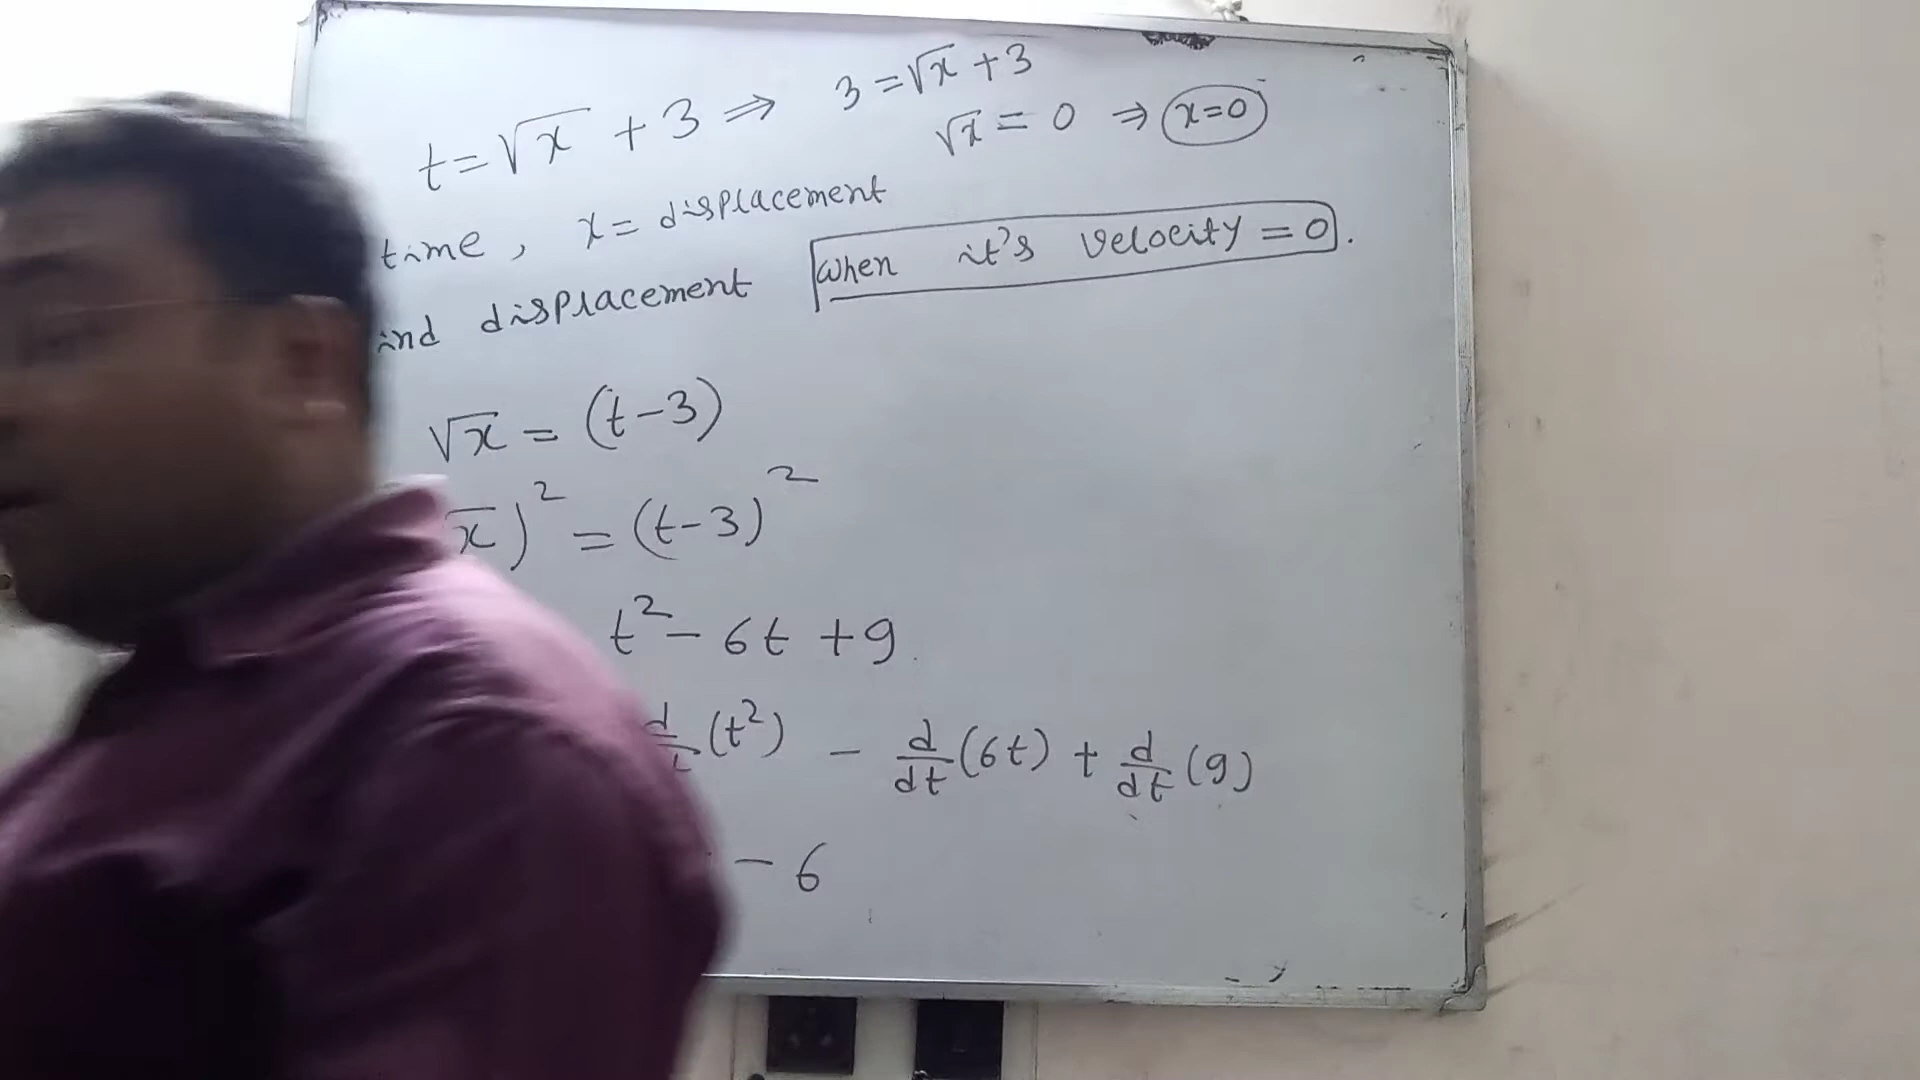 t = √x + 3 ⇒ 3 = √x + 3
√x = 0 ⇒ x=0
time, x = displacement
ind displacement when it's velocity = 0.
√x = (t-3)
x)² = (t-3)²
t² - 6t + 9
d (t²) - d/dt (6t) + d/dt (9)
- 6